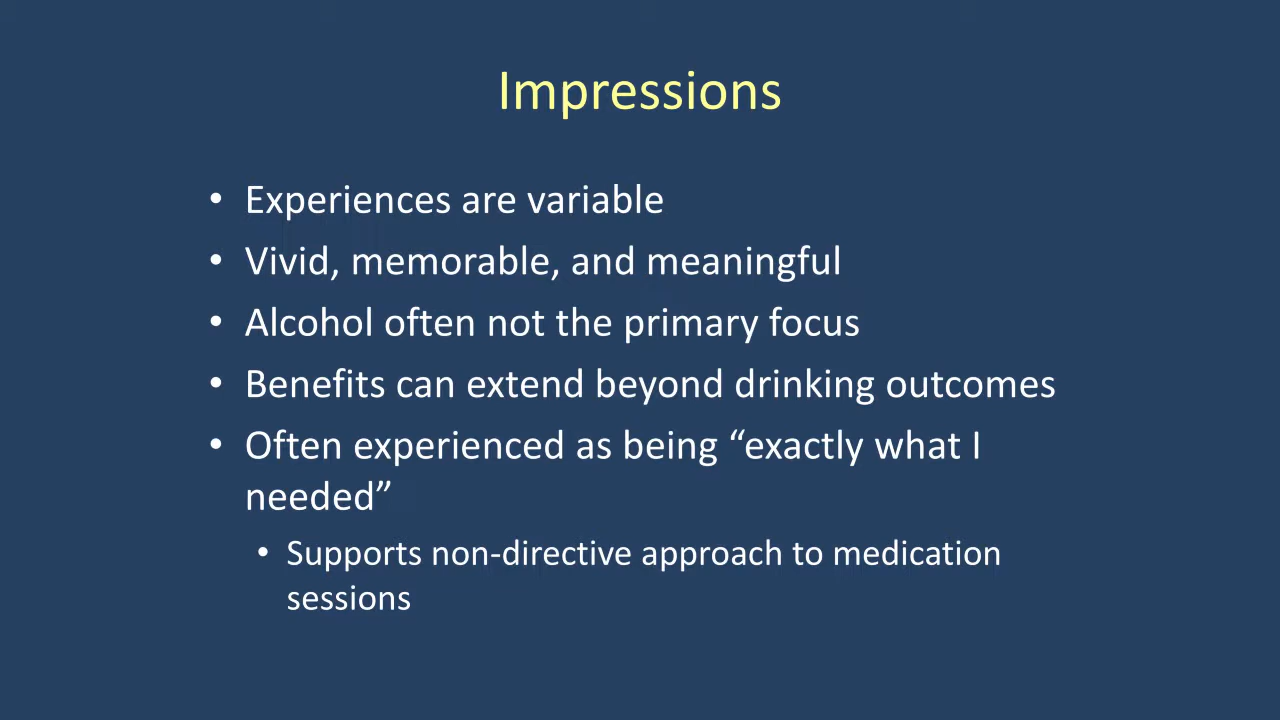 Impressions
• Experiences are variable
• Vivid, memorable, and meaningful
• Alcohol often not the primary focus
• Benefits can extend beyond drinking outcomes
• Often experienced as being “exactly what I
needed”
• Supports non-directive approach to medication
sessions